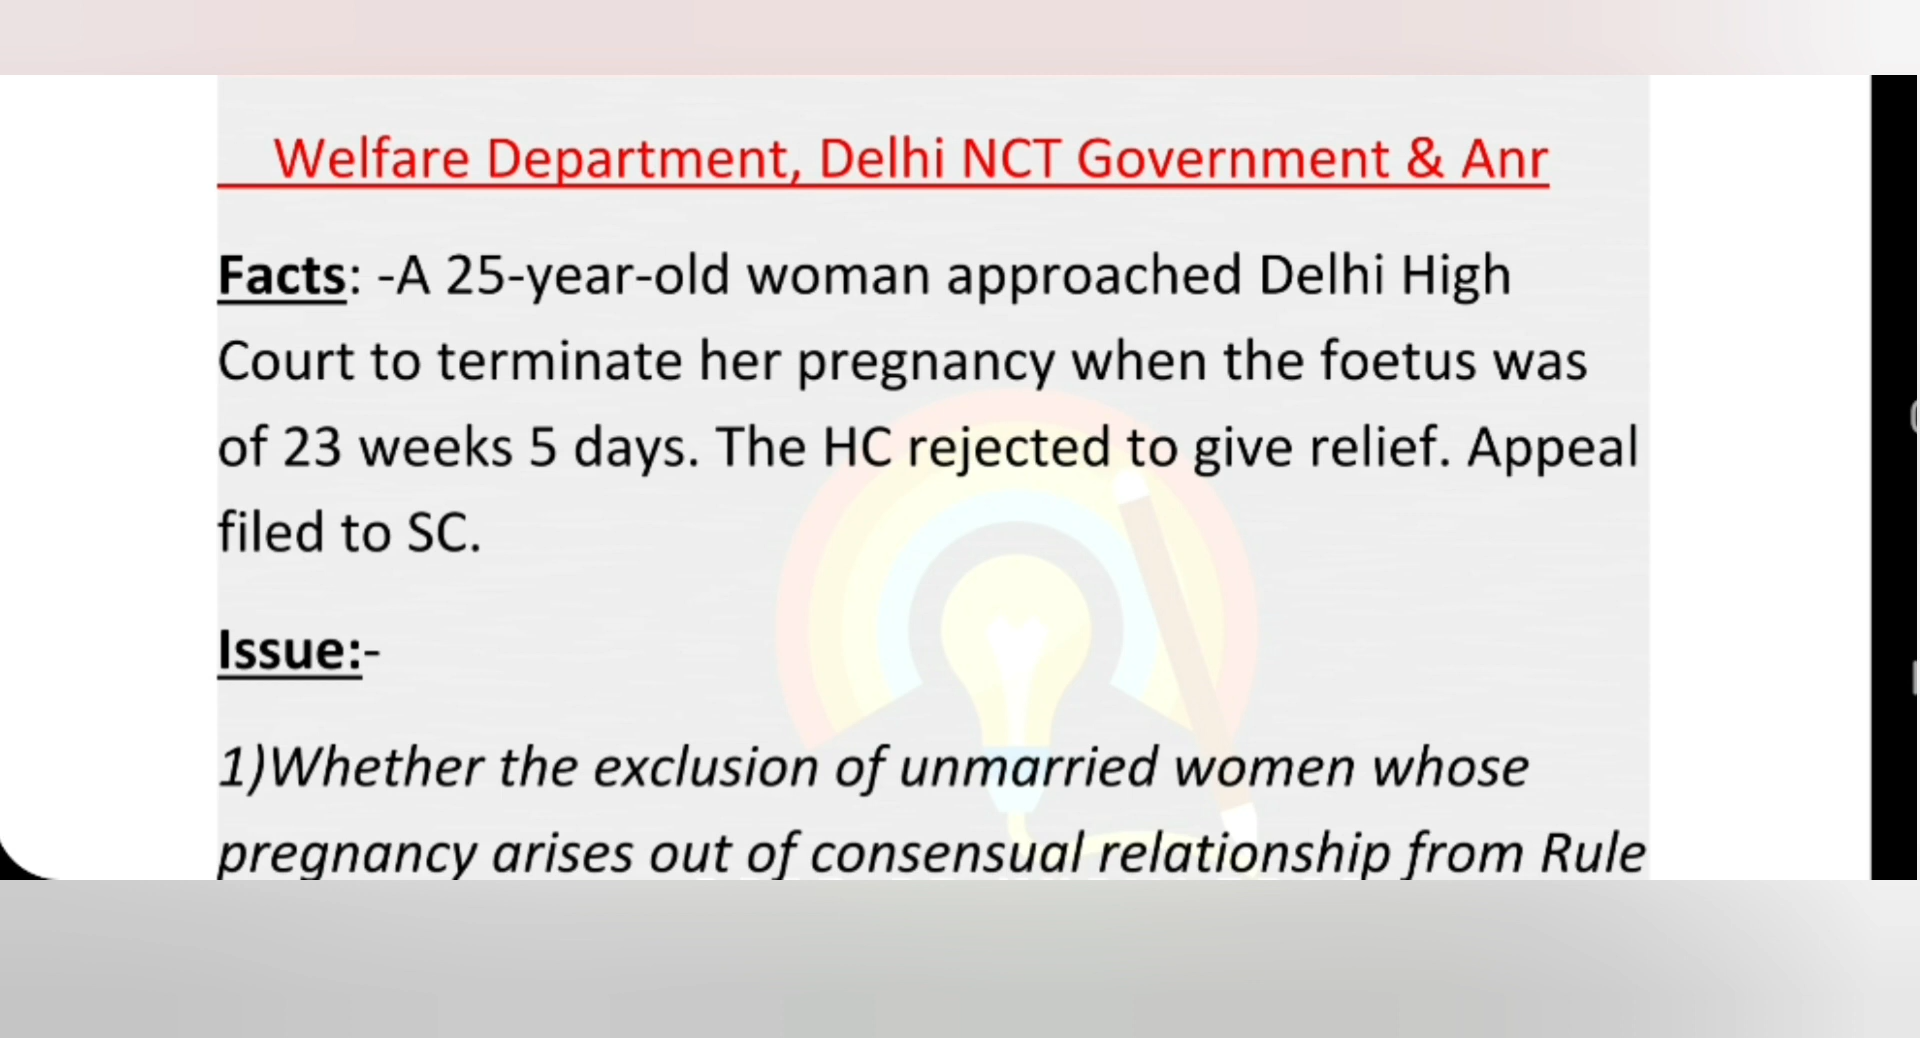 Welfare Department, Delhi NCT Government & Anr
Facts: -A 25-year-old woman approached Delhi High
Court to terminate her pregnancy when the foetus was
of 23 weeks 5 days. The HC rejected to give relief. Appeal
filed to SC.
Issue:-
1)Whether the exclusion of unmarried women whose
pregnancy arises out of consensual relationship from Rule